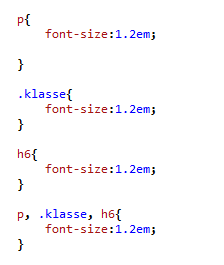 p{
font-size:1.2em;
}
.klasse{
font-size:1.2em;
}
h6{
font-size:1.2em;
}
p, .klasse, h6{
font-size:1.2em;
}